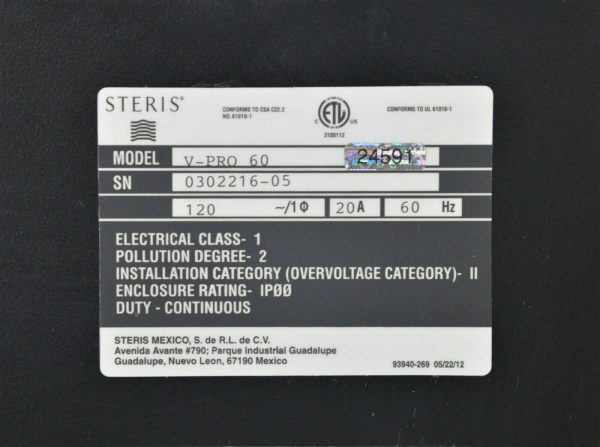 STERIS®
CONFORMS TO CSA C22.2
NO 61010-1
ETL
C US
3100112
CONFORMS TO UL 61010-1
MODEL V-PRO 60 24591
SN 0302216-05
120 ~/1Φ 20A 60 Hz
ELECTRICAL CLASS- 1
POLLUTION DEGREE- 2
INSTALLATION CATEGORY (OVERVOLTAGE CATEGORY)- II
ENCLOSURE RATING- IPØØ
DUTY - CONTINUOUS
STERIS MEXICO, S. de R.L. de C.V.
Avenida Avante #790; Parque Industrial Guadalupe
Guadalupe, Nuevo Leon, 67190 Mexico
93940-269 05/22/12